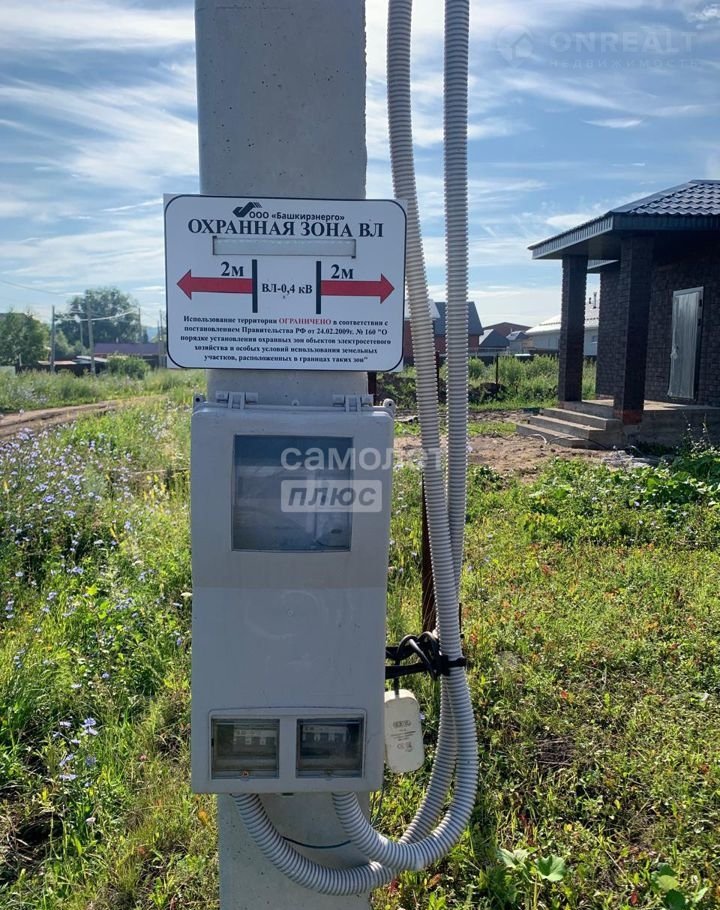 ONREALT
НЕДВИЖИМОСТЬ
ООО «Башкирэнерго»
ОХРАННАЯ ЗОНА ВЛ
2м
2м
ВЛ-0,4 кВ
Использование территории ОГРАНИЧЕНО в соответствии с
постановлением Правительства РФ от 24.02.2009г. № 160 "О
порядке установления охранных зон объектов электросетевого
хозяйства и особых условий использования земельных
участков, расположенных в границах таких зон"
самолет
плюс